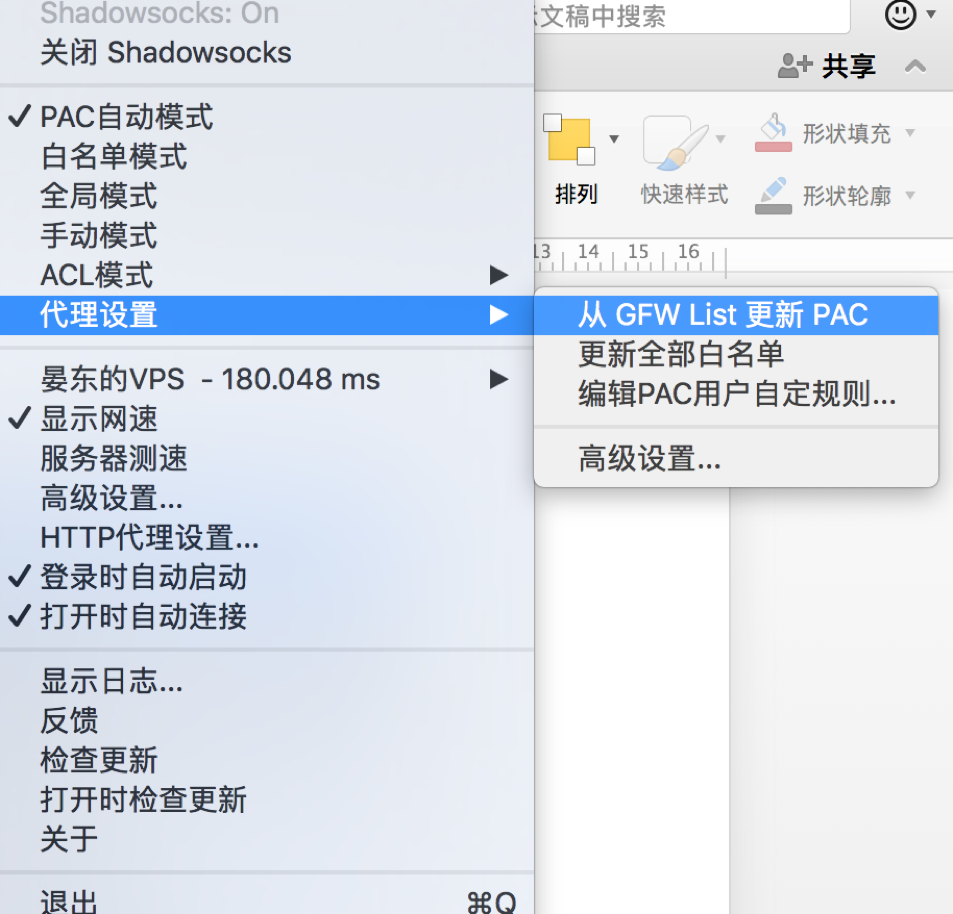 Shadowsocks: On
关闭 Shadowsocks
PAC自动模式
白名单模式
全局模式
手动模式
ACL模式
代理设置
晏东的VPS - 180.048 ms
显示网速
服务器测速
高级设置...
HTTP代理设置...
登录时自动启动
打开时自动连接
显示日志...
反馈
检查更新
打开时检查更新
关于
退出 ⌘Q
文稿中搜索
共享
排列
快速样式
形状填充
形状轮廓
13 14 15 16
从 GFW List 更新 PAC
更新全部白名单
编辑PAC用户自定规则...
高级设置...